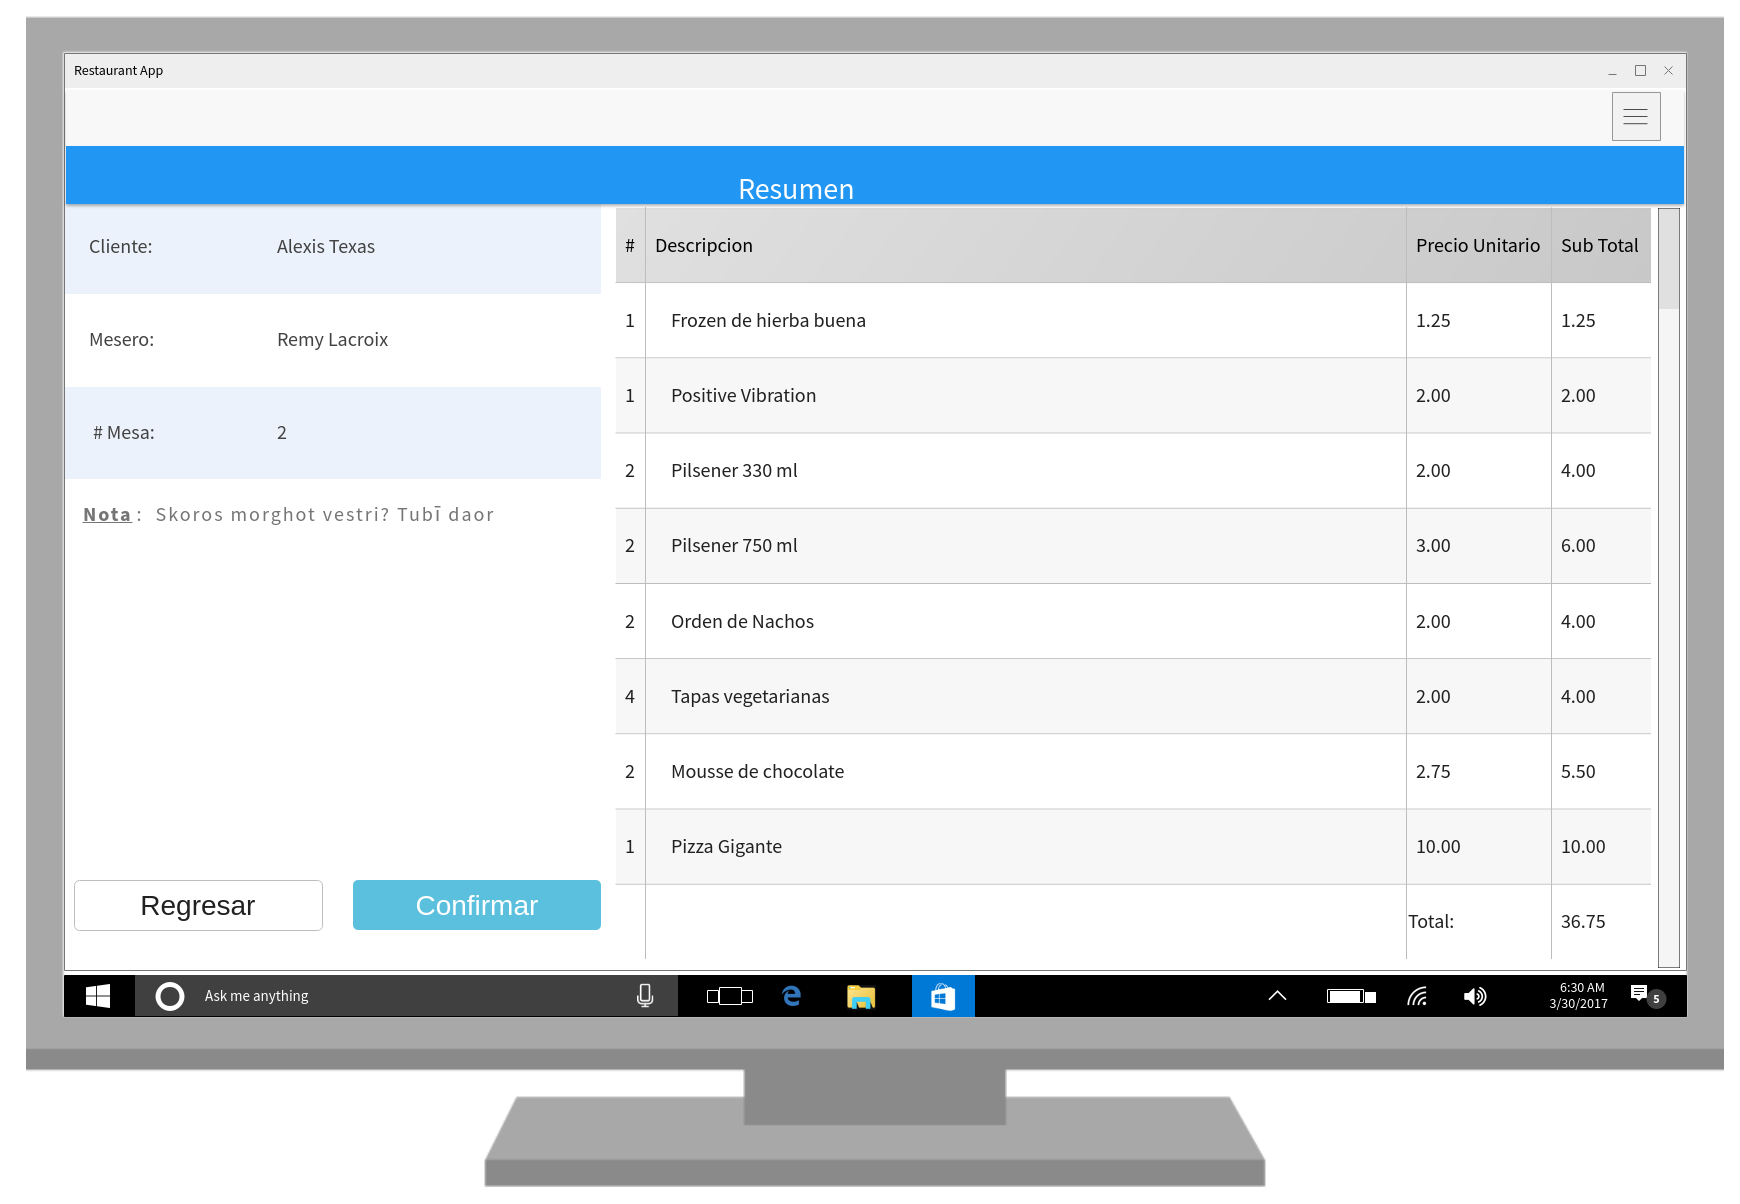 Restaurant App
Resumen
Cliente: Alexis Texas
Mesero: Remy Lacroix
# Mesa: 2
Nota : Skoros morghot vestri? Tubī daor
Regresar Confirmar
# Descripcion Precio Unitario Sub Total
1 Frozen de hierba buena 1.25 1.25
1 Positive Vibration 2.00 2.00
2 Pilsener 330 ml 2.00 4.00
2 Pilsener 750 ml 3.00 6.00
2 Orden de Nachos 2.00 4.00
4 Tapas vegetarianas 2.00 4.00
2 Mousse de chocolate 2.75 5.50
1 Pizza Gigante 10.00 10.00
Total: 36.75
Ask me anything
6:30 AM
3/30/2017
5